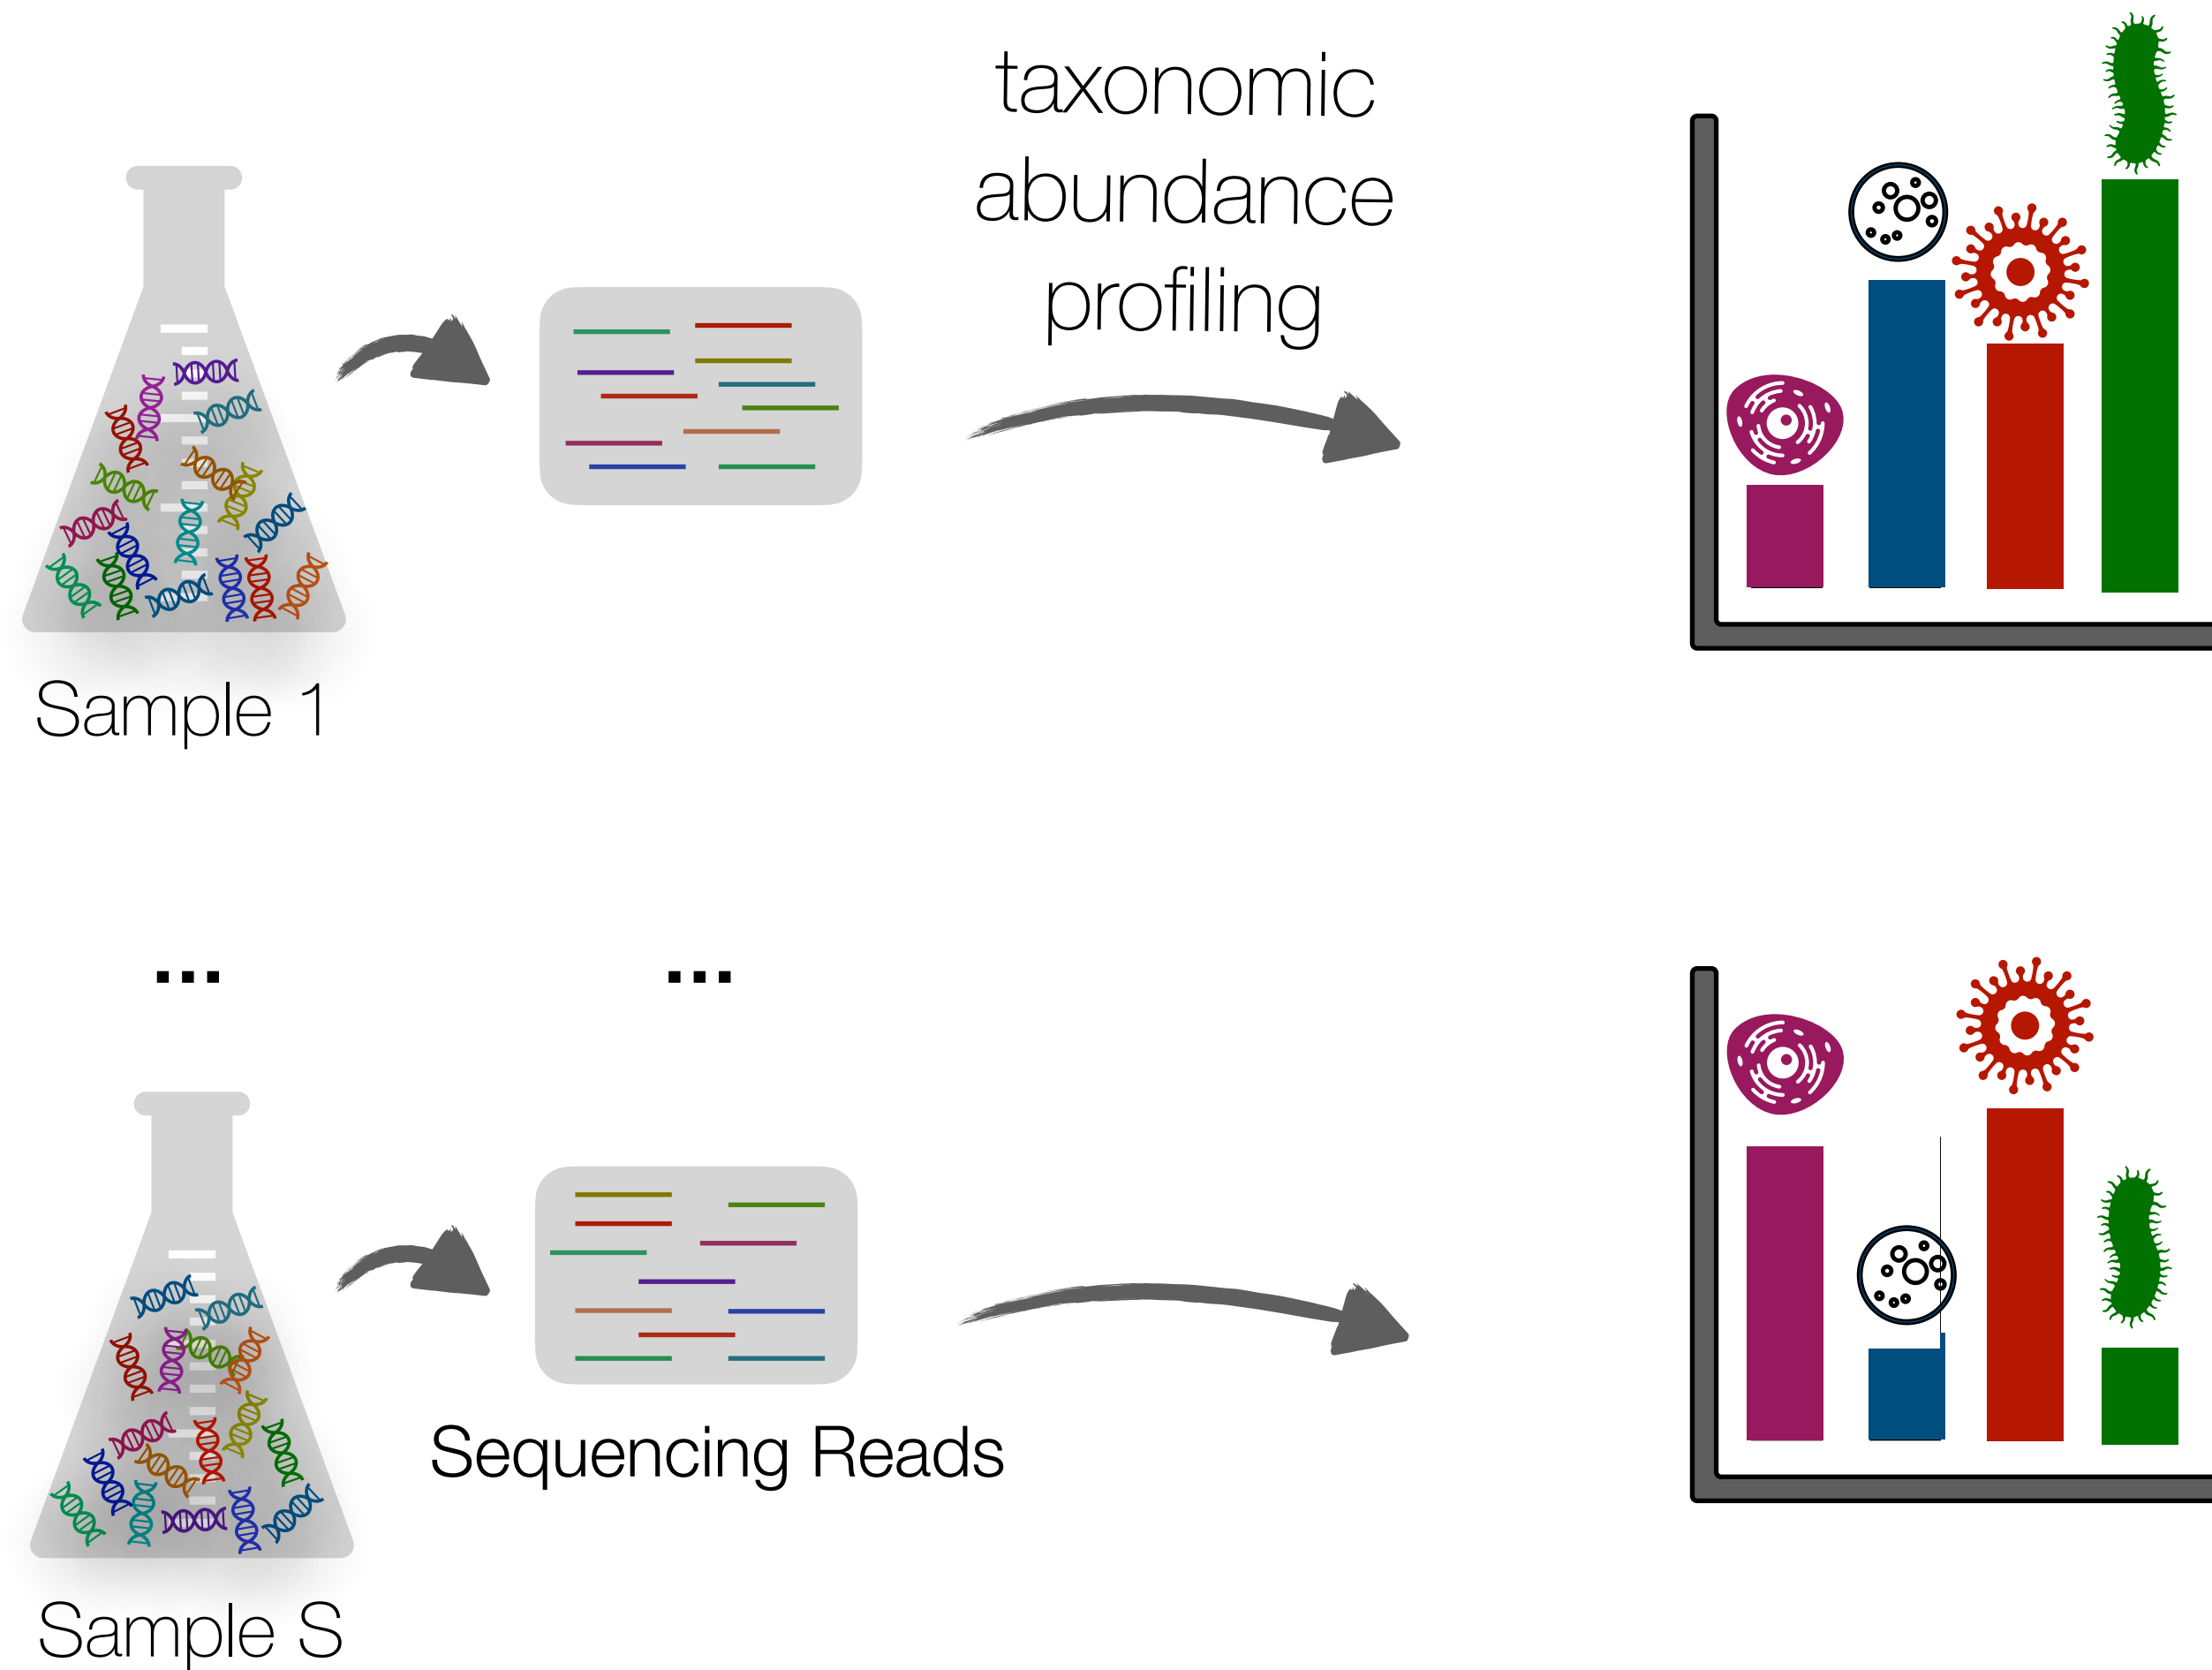 taxonomic
abundance
profiling
Sample 1
... ...
Sequencing Reads
Sample S